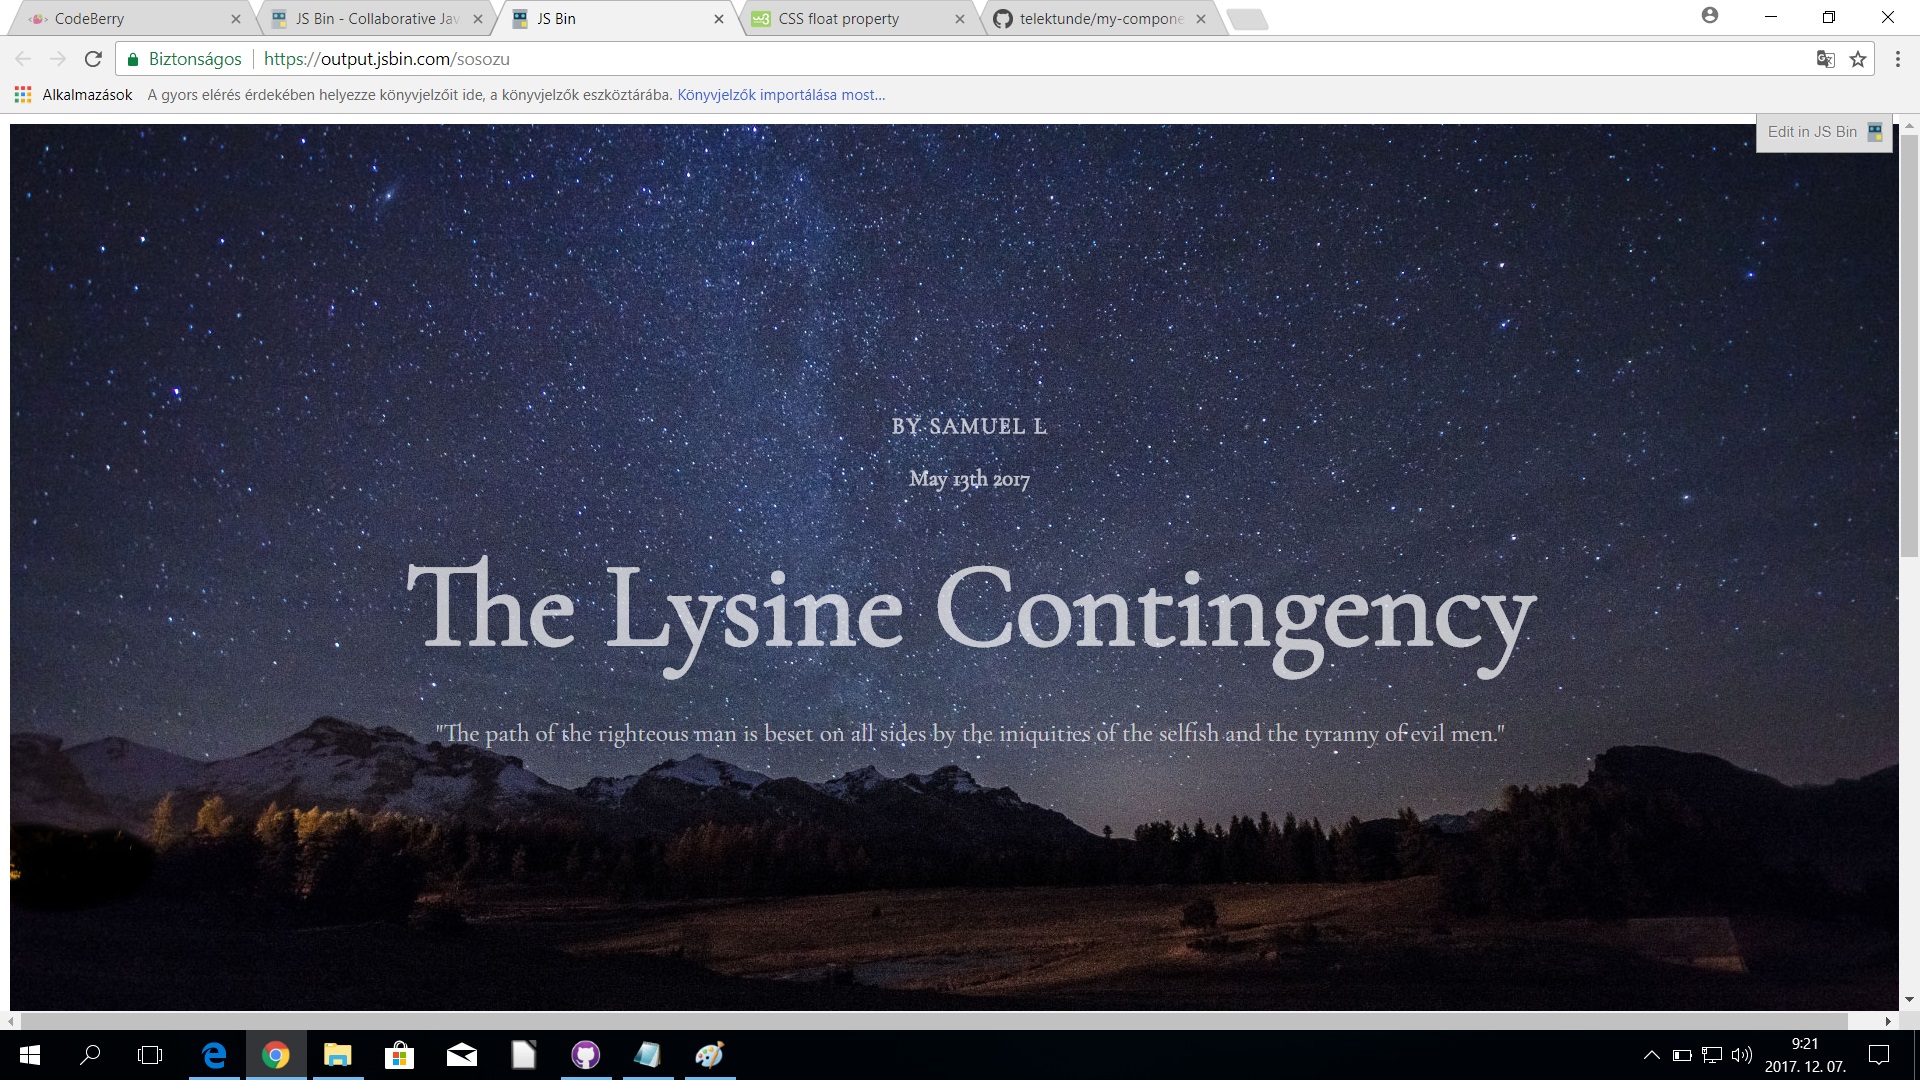 CodeBerry
JS Bin - Collaborative Jav
JS Bin
CSS float property
telektunde/my-compone
Biztonságos
https://output.jsbin.com/sosozu
Alkalmazások
A gyors elérés érdekében helyezze könyvjelzőit ide, a könyvjelzők eszköztárába. Könyvjelzők importálása most...
Edit in JS Bin
BY SAMUEL L
May 13th 2017
The Lysine Contingency
"The path of the righteous man is beset on all sides by the iniquities of the selfish and the tyranny of evil men."
9:21
2017. 12. 07.